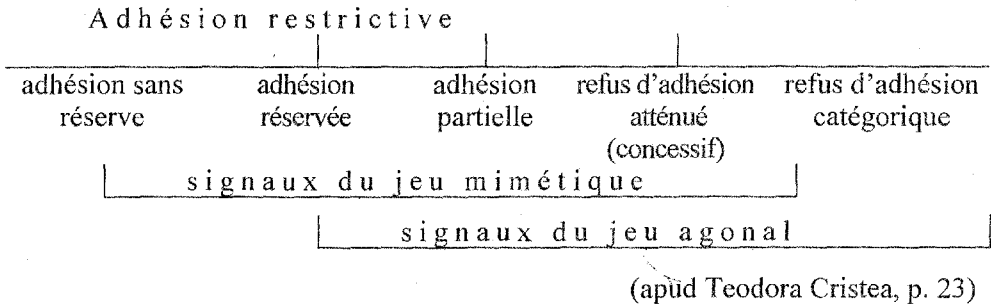 Adhésion restrictive
adhésion sans adhésion adhésion refus d'adhésion refus d'adhésion
réserve réservée partielle atténué catégorique
(concessif)
signaux du jeu mimétique
signaux du jeu agonal
(apud Teodora Cristea, p. 23)